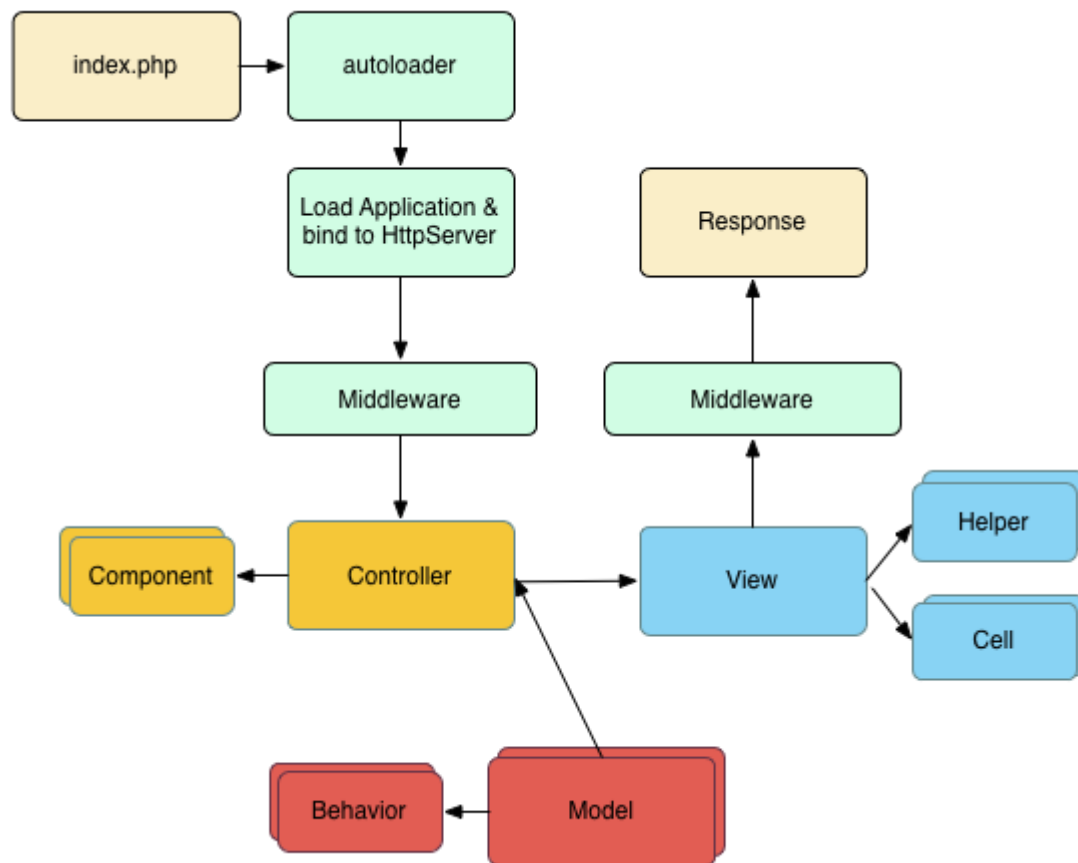 index.php
autoloader
Load Application &
bind to HttpServer
Response
Middleware
Middleware
Component
Controller
View
Helper
Cell
Behavior
Model